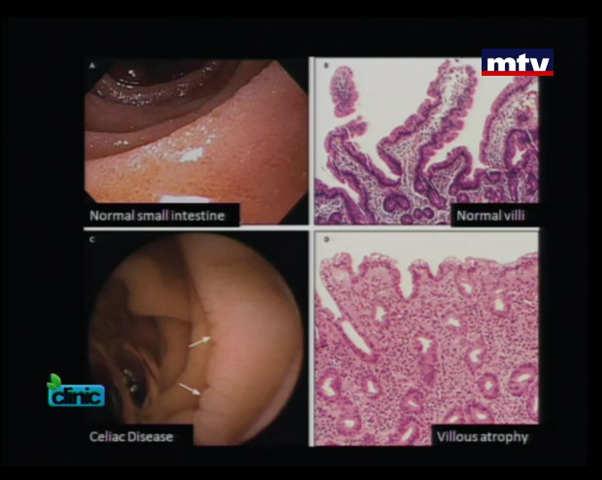 A
B
mtv
Normal small intestine
Normal villi
C
D
clinic
Celiac Disease
Villous atrophy